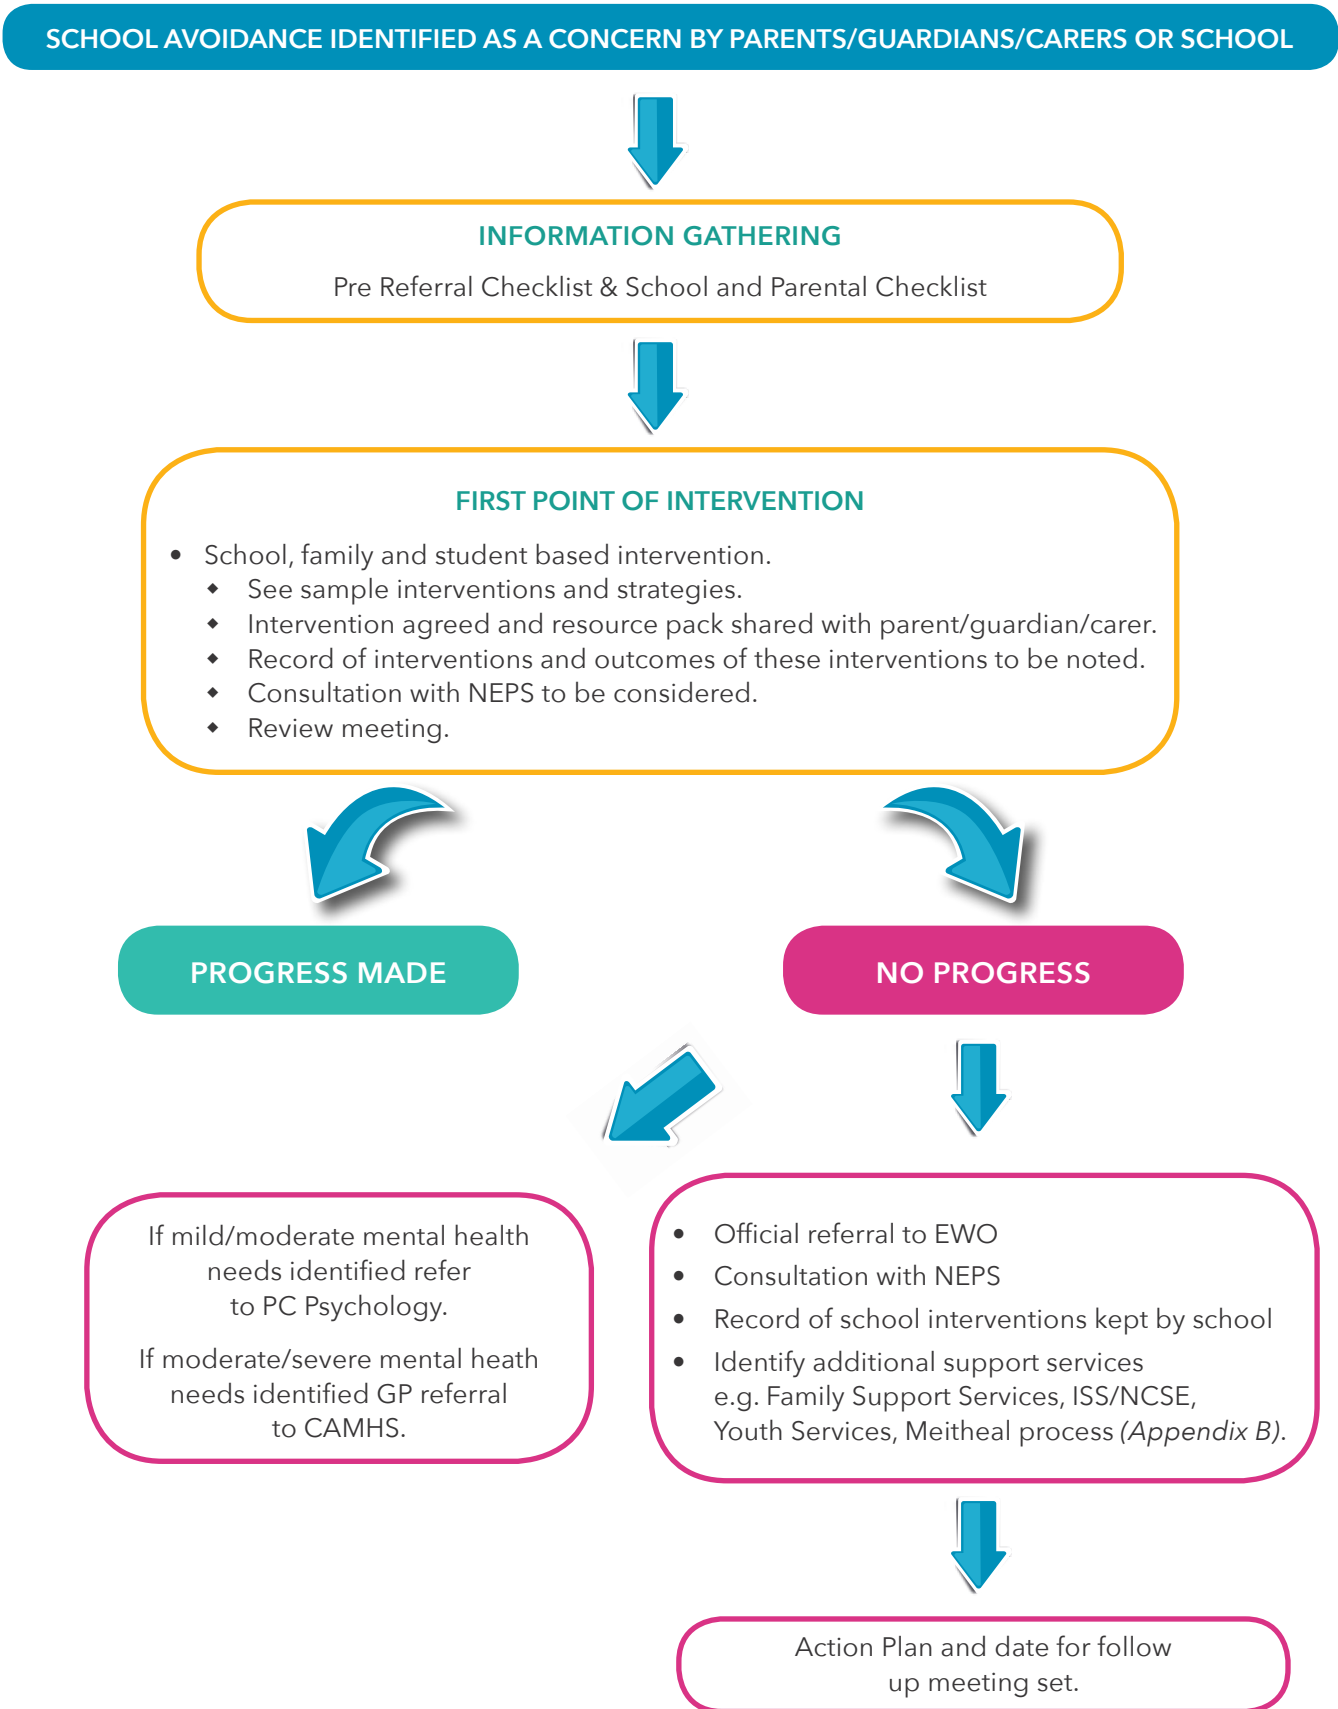 SCHOOL AVOIDANCE IDENTIFIED AS A CONCERN BY PARENTS/GUARDIANS/CARERS OR SCHOOL
INFORMATION GATHERING
Pre Referral Checklist & School and Parental Checklist
FIRST POINT OF INTERVENTION
• School, family and student based intervention.
◆ See sample interventions and strategies.
◆ Intervention agreed and resource pack shared with parent/guardian/carer.
◆ Record of interventions and outcomes of these interventions to be noted.
◆ Consultation with NEPS to be considered.
◆ Review meeting.
PROGRESS MADE
NO PROGRESS
If mild/moderate mental health
needs identified refer
to PC Psychology.
If moderate/severe mental heath
needs identified GP referral
to CAMHS.
• Official referral to EWO
• Consultation with NEPS
• Record of school interventions kept by school
• Identify additional support services
e.g. Family Support Services, ISS/NCSE,
Youth Services, Meitheal process (Appendix B).
Action Plan and date for follow
up meeting set.